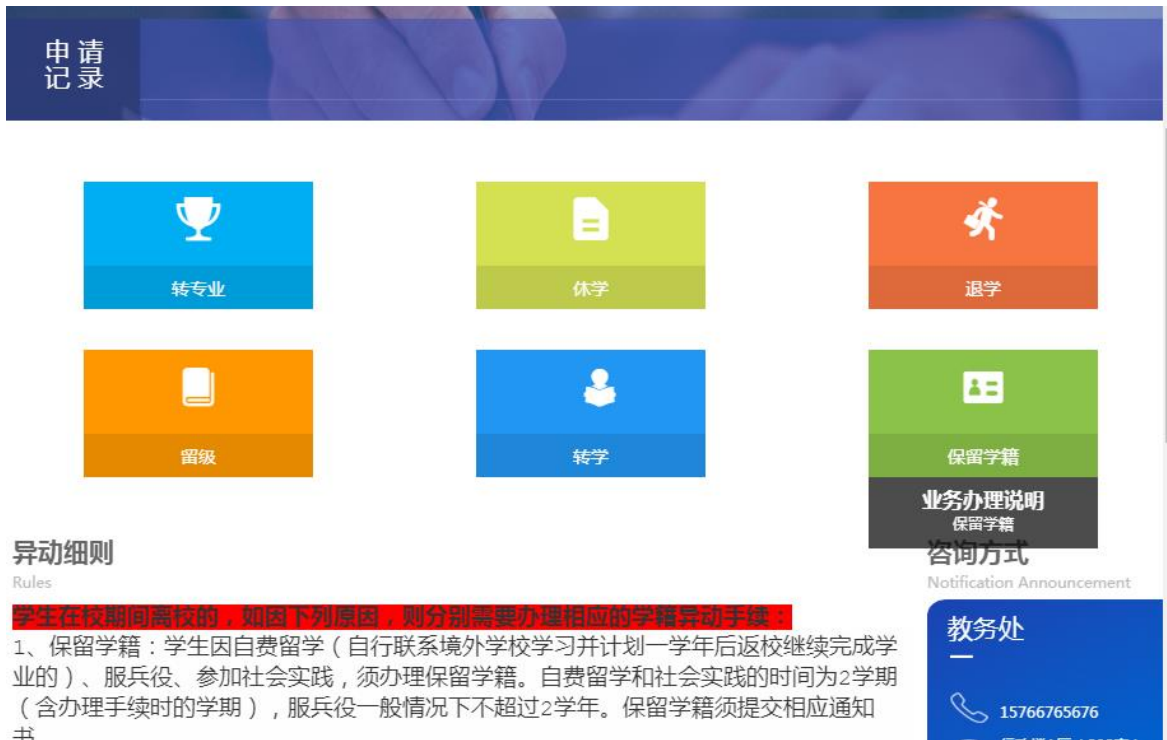 申请
记录
转专业
休学
退学
留级
转学
保留学籍
业务办理说明
保留学籍
异动细则
Rules
学生在校期间离校的，如因下列原因，则分别需要办理相应的学籍异动手续：
1、保留学籍：学生因自费留学（自行联系境外学校学习并计划一学年后返校继续完成学
业的）、服兵役、参加社会实践，须办理保留学籍。自费留学和社会实践的时间为2学期
（含办理手续时的学期），服兵役一般情况下不超过2学年。保留学籍须提交相应通知
书
咨询方式
Notification Announcement
教务处
15766765676